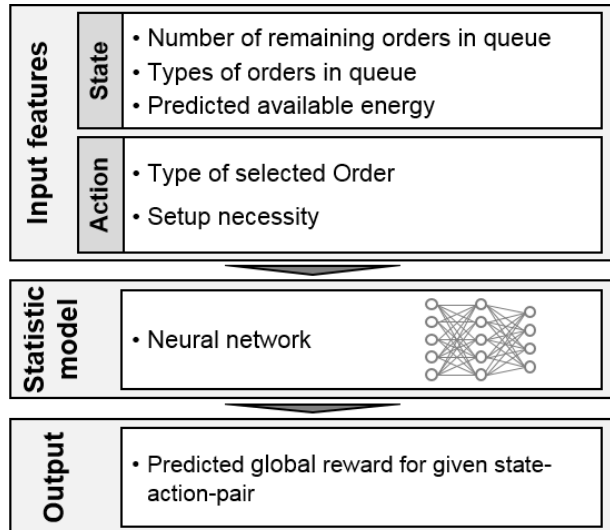 Input features
State
• Number of remaining orders in queue
• Types of orders in queue
• Predicted available energy
Action
• Type of selected Order
• Setup necessity
Statistic
model
• Neural network
Output
• Predicted global reward for given state-
action-pair